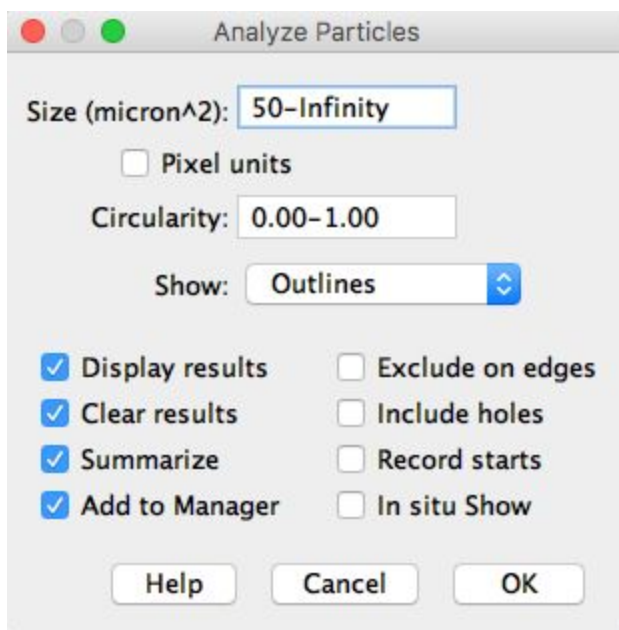 Analyze Particles
Size (micron^2): 50-Infinity
Pixel units
Circularity: 0.00-1.00
Show: Outlines
Display results Exclude on edges
Clear results Include holes
Summarize Record starts
Add to Manager In situ Show
Help Cancel OK